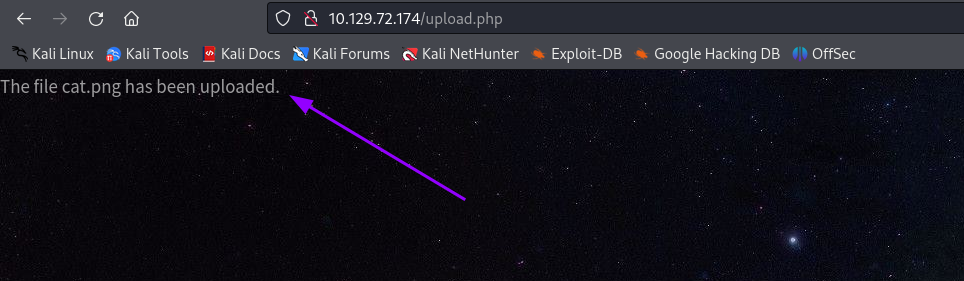 10.129.72.174/upload.php
Kali Linux Kali Tools Kali Docs Kali Forums Kali NetHunter Exploit-DB Google Hacking DB OffSec
The file cat.png has been uploaded.